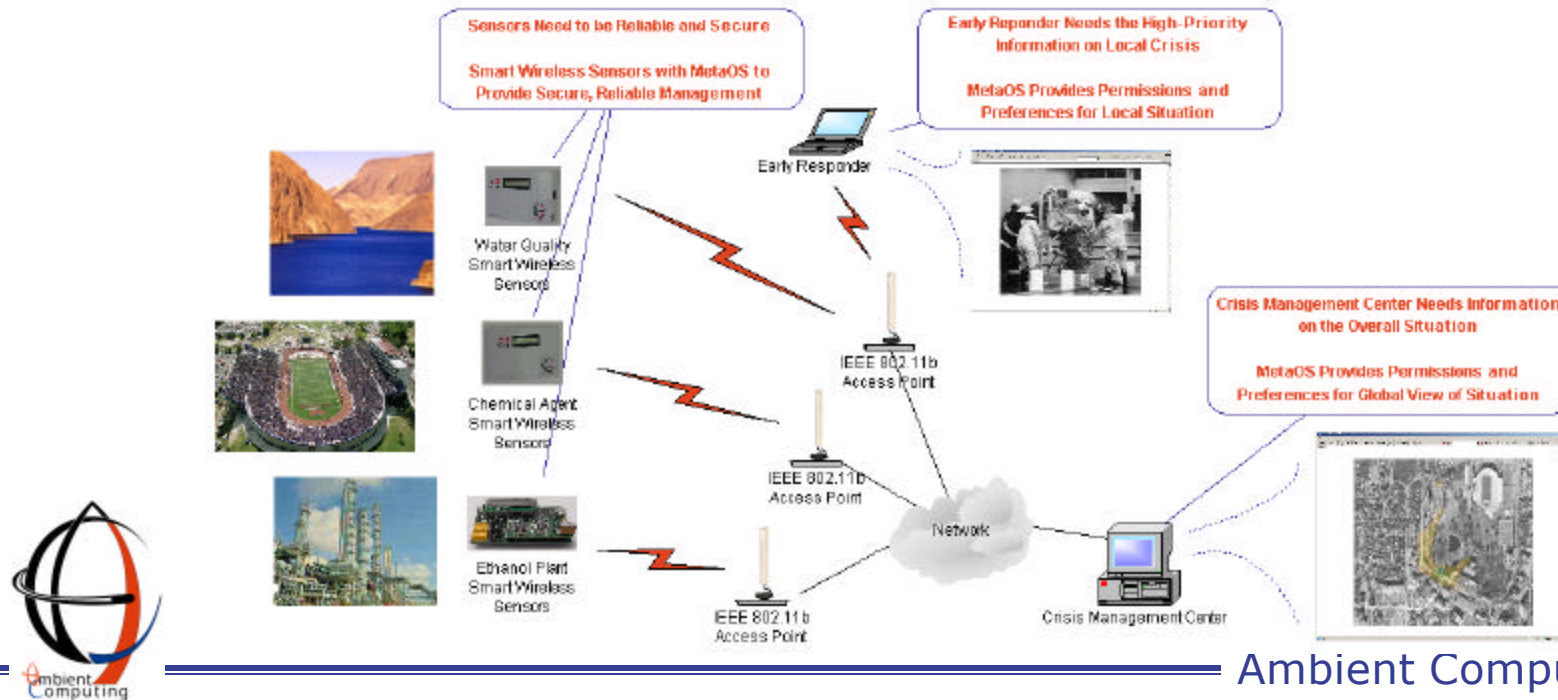 Sensors Need to be Reliable and Secure
Smart Wireless Sensors with MetaOS to
Provide Secure, Reliable Management
Early Reponder Needs the High-Priority
Information on Local Crisis
MetaOS Provides Permissions and
Preferences for Local Situation
Early Responder
Water Quality
Smart Wireless
Sensors
IEEE 802.11b
Access Point
Crisis Management Center Needs Information
on the Overall Situation
MetaOS Provides Permissions and
Preferences for Global View of Situation
Chemical Agent
Smart Wireless
Sensors
IEEE 802.11b
Access Point
Network
Ethanol Plant
Smart Wireless
Sensors
IEEE 802.11b
Access Point
Crisis Management Center
Ambient
Computing
Ambient Compu